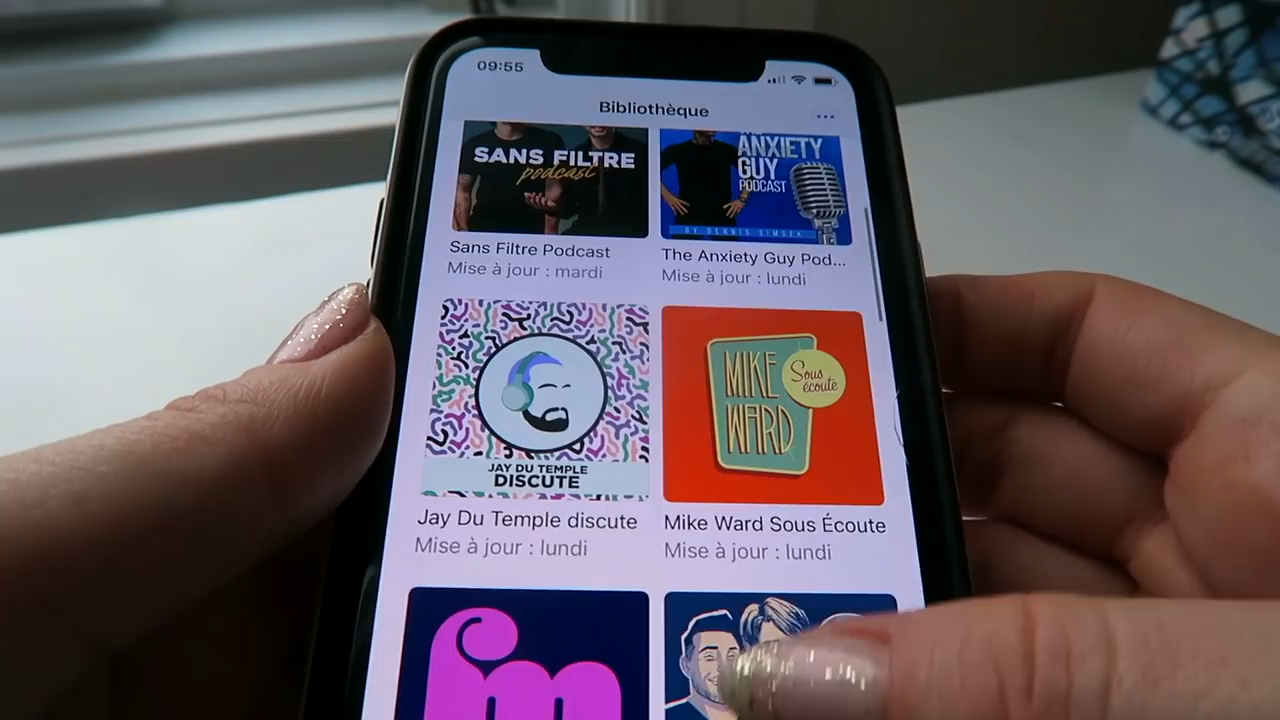 09:55
Bibliothèque
SANS FILTRE
podcast
ANXIETY
GUY
PODCAST
BY DENNIS SIMSEK
Sans Filtre Podcast
Mise à jour : mardi
The Anxiety Guy Pod...
Mise à jour : lundi
JAY DU TEMPLE
DISCUTE
MIKE
WARD
Sous
écoute
Jay Du Temple discute
Mise à jour : lundi
Mike Ward Sous Écoute
Mise à jour : lundi
m